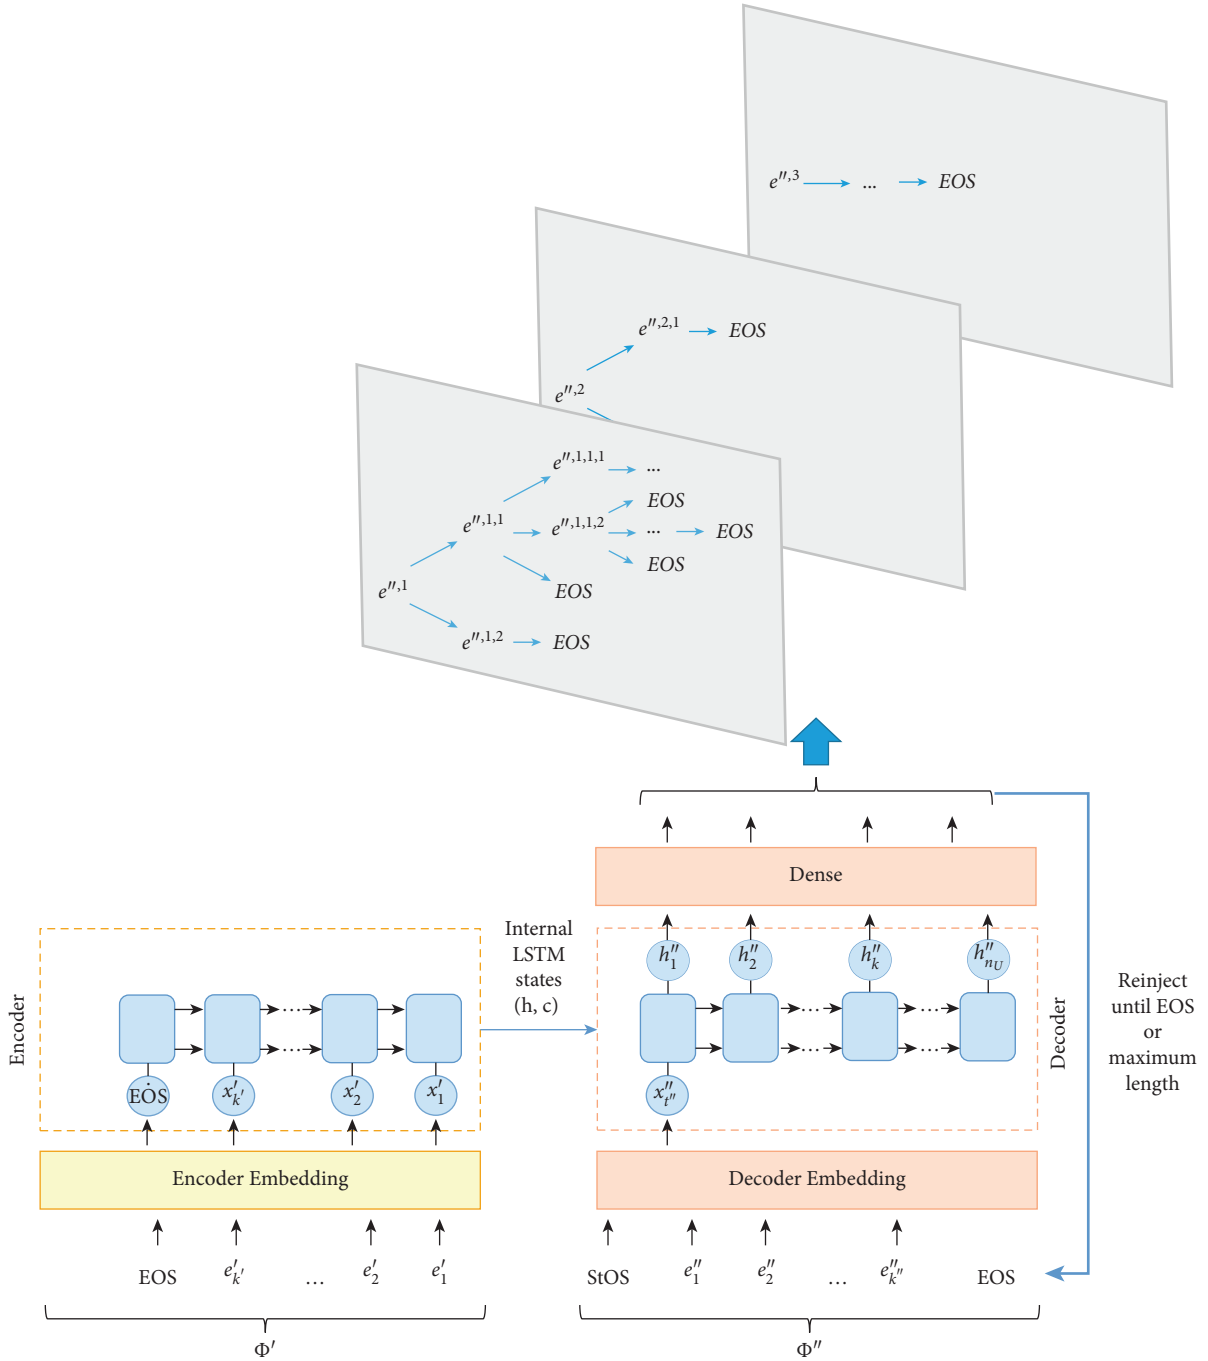 e″,3 ... EOS
e″,2,1 EOS
e″,2
e″,1,1,1 ...
EOS
e″,1,1 e″,1,1,2 ... EOS
EOS
e″,1 EOS
e″,1,2 EOS
Dense
Internal
LSTM
states
(h, c)
h″1 h″2 h″k h″nU
Encoder
... ... ... ...
... ... ... ...
Decoder
Reinject
until EOS
or
maximum
length
EOS x′k′ x′2 x′1 x″t″
Encoder Embedding Decoder Embedding
EOS e′k′ ... e′2 e′1 StOS e″1 e″2 ... e″k″ EOS
Φ′ Φ″